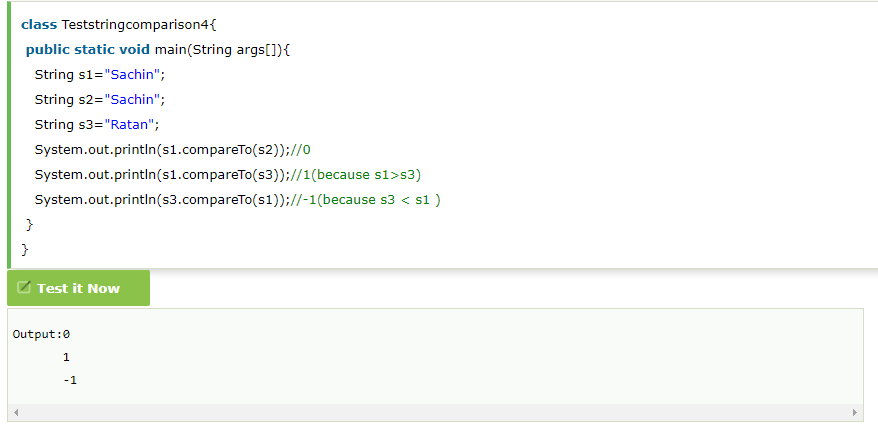 class Teststringcomparison4{
public static void main(String args[]){
String s1="Sachin";
String s2="Sachin";
String s3="Ratan";
System.out.println(s1.compareTo(s2));//0
System.out.println(s1.compareTo(s3));//1(because s1>s3)
System.out.println(s3.compareTo(s1));//-1(because s3 < s1 )
}
}
Test it Now
Output:0
1
-1